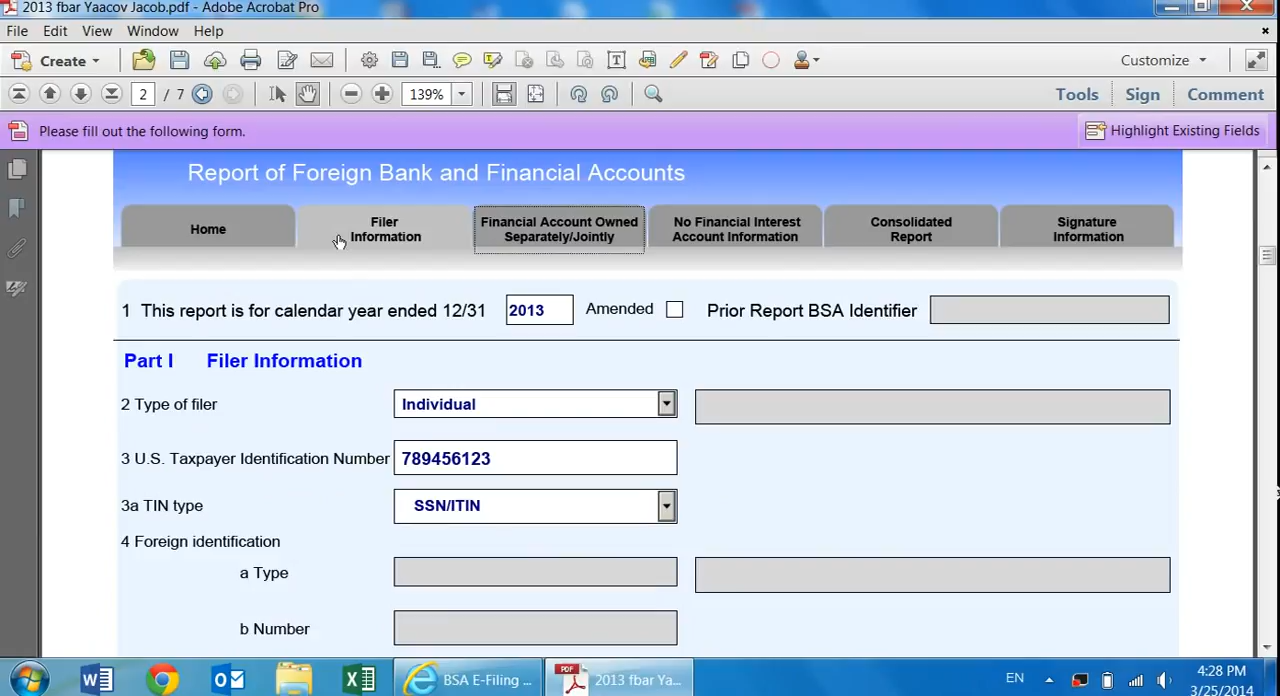 2013 fbar Yaacov Jacob.pdf - Adobe Acrobat Pro
File Edit View Window Help
Create Customize
2 / 7 139% Tools Sign Comment
Please fill out the following form. Highlight Existing Fields
Report of Foreign Bank and Financial Accounts
Home
Filer
Information
Financial Account Owned
Separately/Jointly
No Financial Interest
Account Information
Consolidated
Report
Signature
Information
1 This report is for calendar year ended 12/31 2013 Amended Prior Report BSA Identifier
Part I Filer Information
2 Type of filer Individual
3 U.S. Taxpayer Identification Number 789456123
3a TIN type SSN/ITIN
4 Foreign identification
a Type
b Number
BSA E-Filing ... PDF 2013 fbar Ya... EN 4:28 PM
3/25/2014